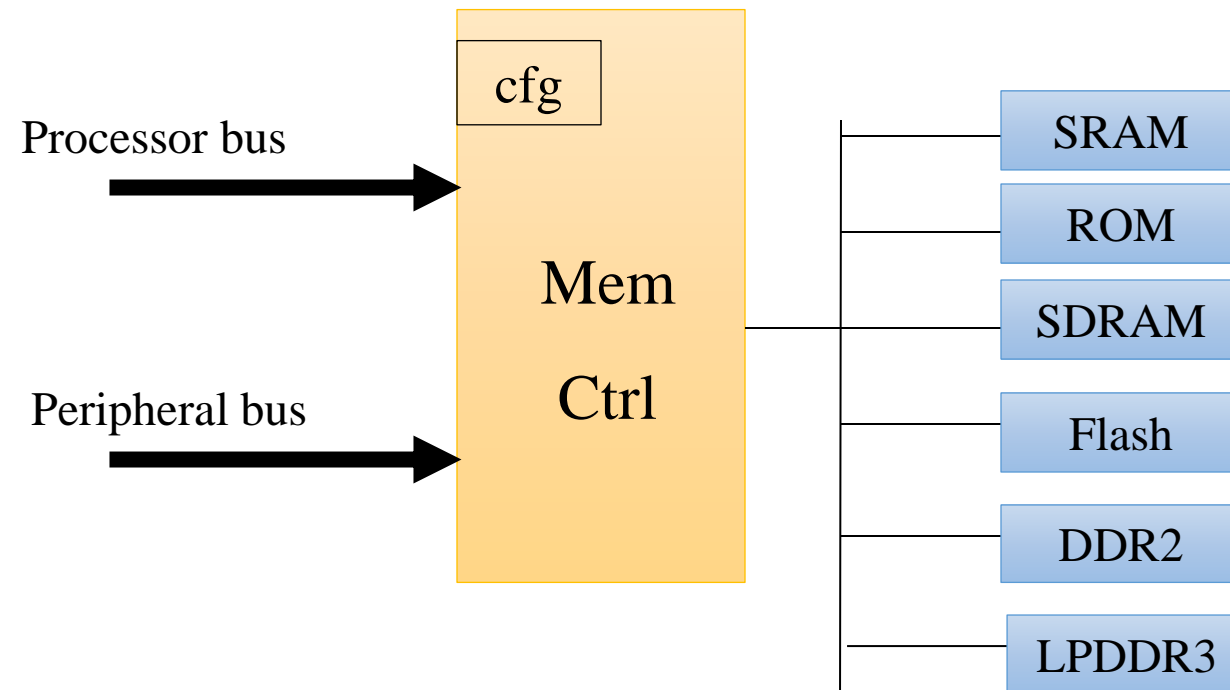 cfg
Processor bus
Mem
Ctrl
Peripheral bus
SRAM
ROM
SDRAM
Flash
DDR2
LPDDR3